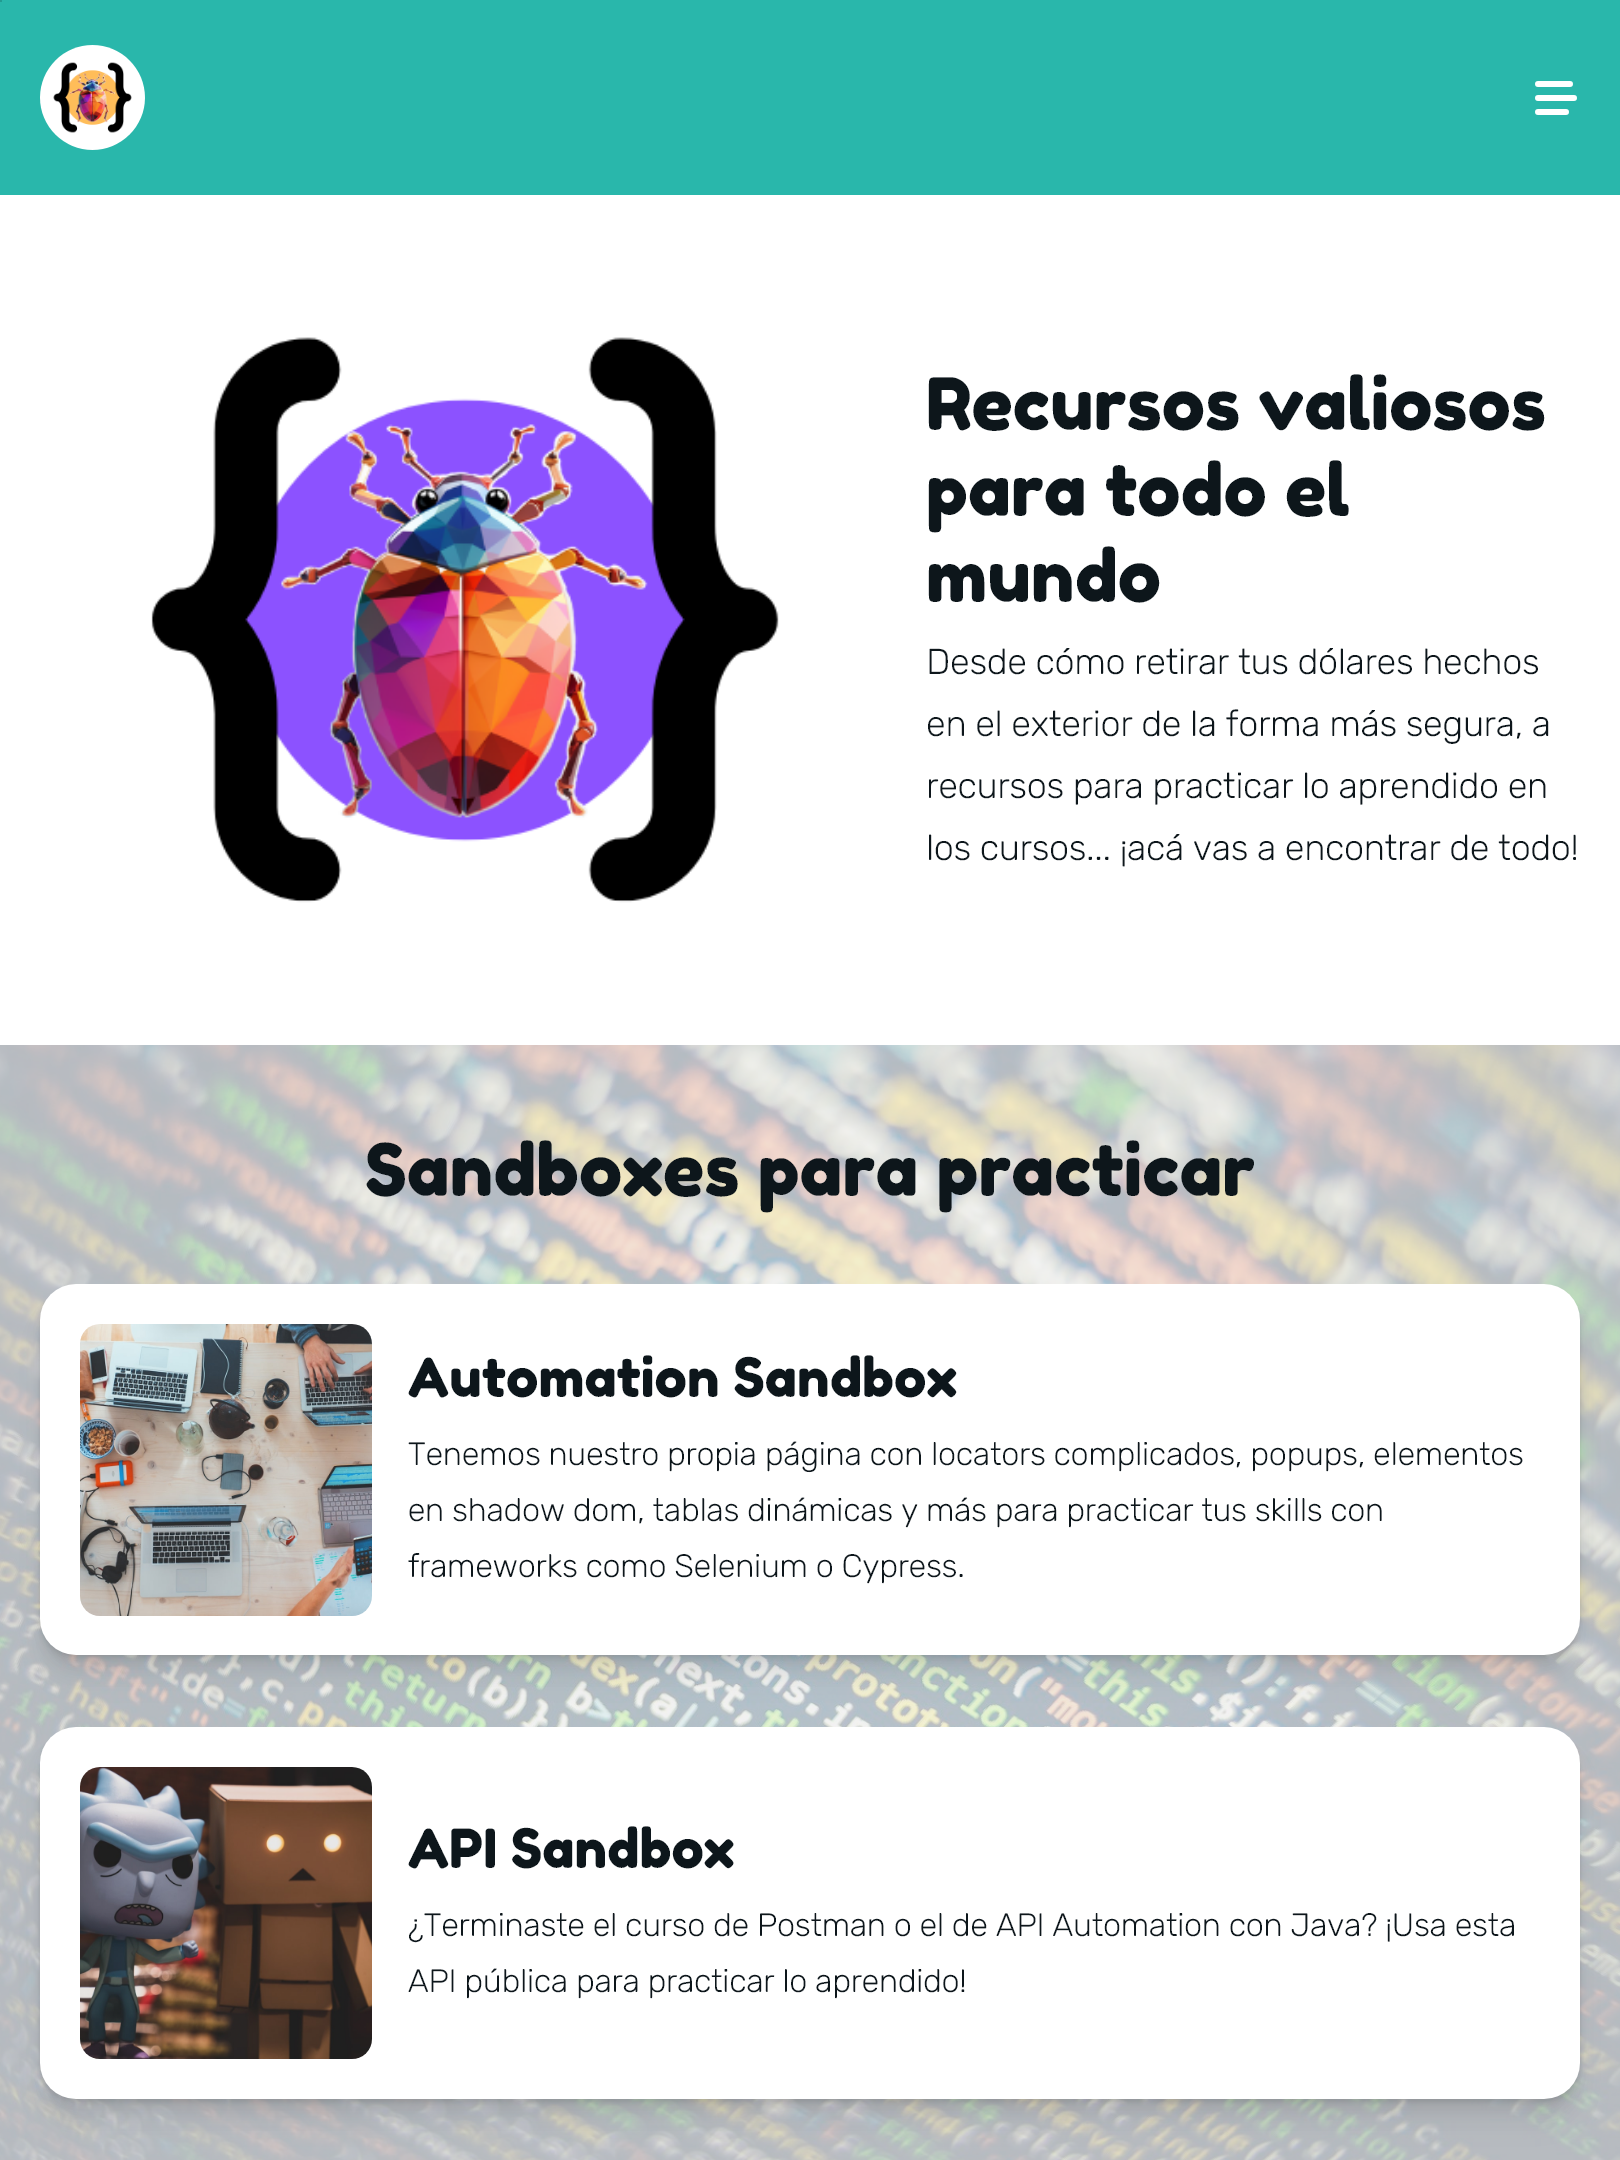 Recursos valiosos
para todo el
mundo
Desde cómo retirar tus dólares hechos
en el exterior de la forma más segura, a
recursos para practicar lo aprendido en
los cursos... ¡acá vas a encontrar de todo!
Sandboxes para practicar
Automation Sandbox
Tenemos nuestro propia página con locators complicados, popups, elementos
en shadow dom, tablas dinámicas y más para practicar tus skills con
frameworks como Selenium o Cypress.
API Sandbox
¿Terminaste el curso de Postman o el de API Automation con Java? ¡Usa esta
API pública para practicar lo aprendido!